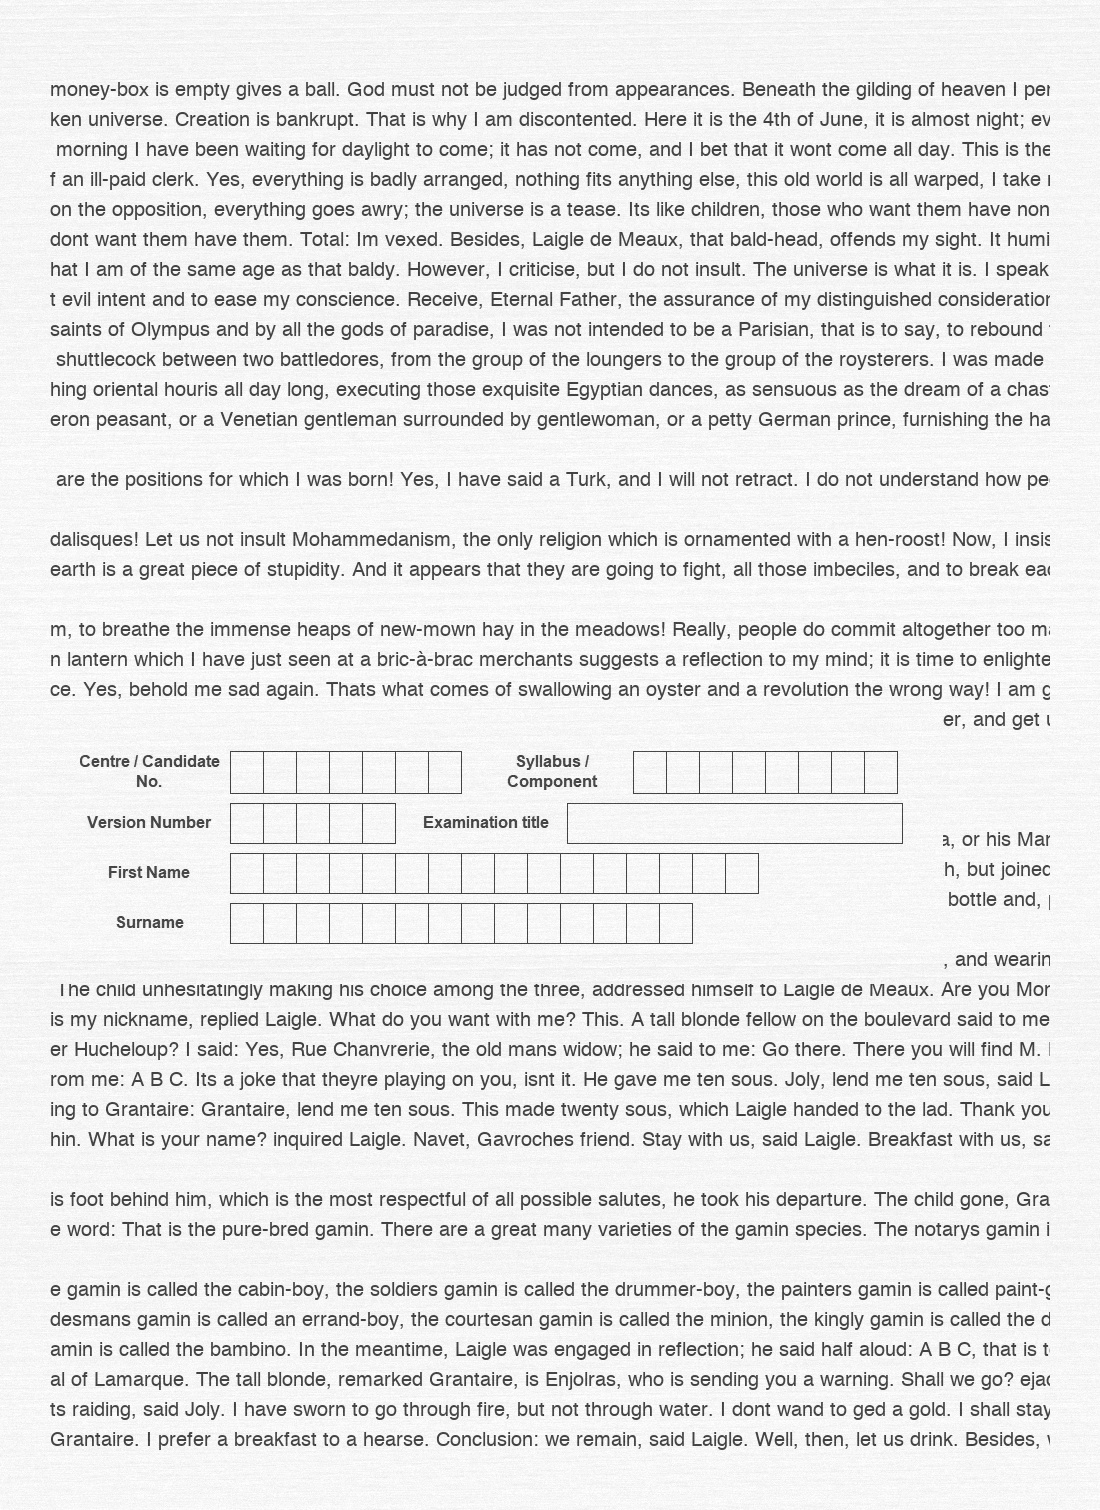 money-box is empty gives a ball. God must not be judged from appearances. Beneath the gilding of heaven I
ken universe. Creation is bankrupt. That is why I am discontented. Here it is the 4th of June, it is almost night;
morning I have been waiting for daylight to come; it has not come, and I bet that it wont come all day. This is the
f an ill-paid clerk. Yes, everything is badly arranged, nothing fits anything else, this old world is all warped, I take
on the opposition, everything goes awry; the universe is a tease. Its like children, those who want them have non
dont want them have them. Total: Im vexed. Besides, Laigle de Meaux, that bald-head, offends my sight. It humi
hat I am of the same age as that baldy. However, I criticise, but I do not insult. The universe is what it is. I speak
t evil intent and to ease my conscience. Receive, Eternal Father, the assurance of my distinguished consideration
saints of Olympus and by all the gods of paradise, I was not intended to be a Parisian, that is to say, to rebound
shuttlecock between two battledores, from the group of the loungers to the group of the roysterers. I was made
hing oriental houris all day long, executing those exquisite Egyptian dances, as sensuous as the dream of a chas
eron peasant, or a Venetian gentleman surrounded by gentlewoman, or a petty German prince, furnishing the ha
are the positions for which I was born! Yes, I have said a Turk, and I will not retract. I do not understand how pe
dalisques! Let us not insult Mohammedanism, the only religion which is ornamented with a hen-roost! Now, I insis
earth is a great piece of stupidity. And it appears that they are going to fight, all those imbeciles, and to break
m, to breathe the immense heaps of new-mown hay in the meadows! Really, people do commit altogether too
n lantern which I have just seen at a bric-à-brac merchants suggests a reflection to my mind; it is time to enlighte
ce. Yes, behold me sad again. Thats what comes of swallowing an oyster and a revolution the wrong way! I am
er, and get
Centre / Candidate No.
Syllabus / Component
Version Number
Examination title
a, or his Mar
First Name
h, but joined
bottle and,
Surname
, and wearin
The child unhesitatingly making his choice among the three, addressed himself to Laigle de Meaux. Are you Mon
is my nickname, replied Laigle. What do you want with me? This. A tall blonde fellow on the boulevard said to me
er Hucheloup? I said: Yes, Rue Chanvrerie, the old mans widow; he said to me: Go there. There you will find M.
rom me: A B C. Its a joke that theyre playing on you, isnt it. He gave me ten sous. Joly, lend me ten sous, said L
ing to Grantaire: Grantaire, lend me ten sous. This made twenty sous, which Laigle handed to the lad. Thank you
hin. What is your name? inquired Laigle. Navet, Gavroches friend. Stay with us, said Laigle. Breakfast with us, sa
is foot behind him, which is the most respectful of all possible salutes, he took his departure. The child gone, Gra
e word: That is the pure-bred gamin. There are a great many varieties of the gamin species. The notarys gamin
e gamin is called the cabin-boy, the soldiers gamin is called the drummer-boy, the painters gamin is called
desmans gamin is called an errand-boy, the courtesan gamin is called the minion, the kingly gamin is called the
amin is called the bambino. In the meantime, Laigle was engaged in reflection; he said half aloud: A B C, that is
al of Lamarque. The tall blonde, remarked Grantaire, is Enjolras, who is sending you a warning. Shall we go?
ts raiding, said Joly. I have sworn to go through fire, but not through water. I dont wand to ged a gold. I shall stay
Grantaire. I prefer a breakfast to a hearse. Conclusion: we remain, said Laigle. Well, then, let us drink. Besides,